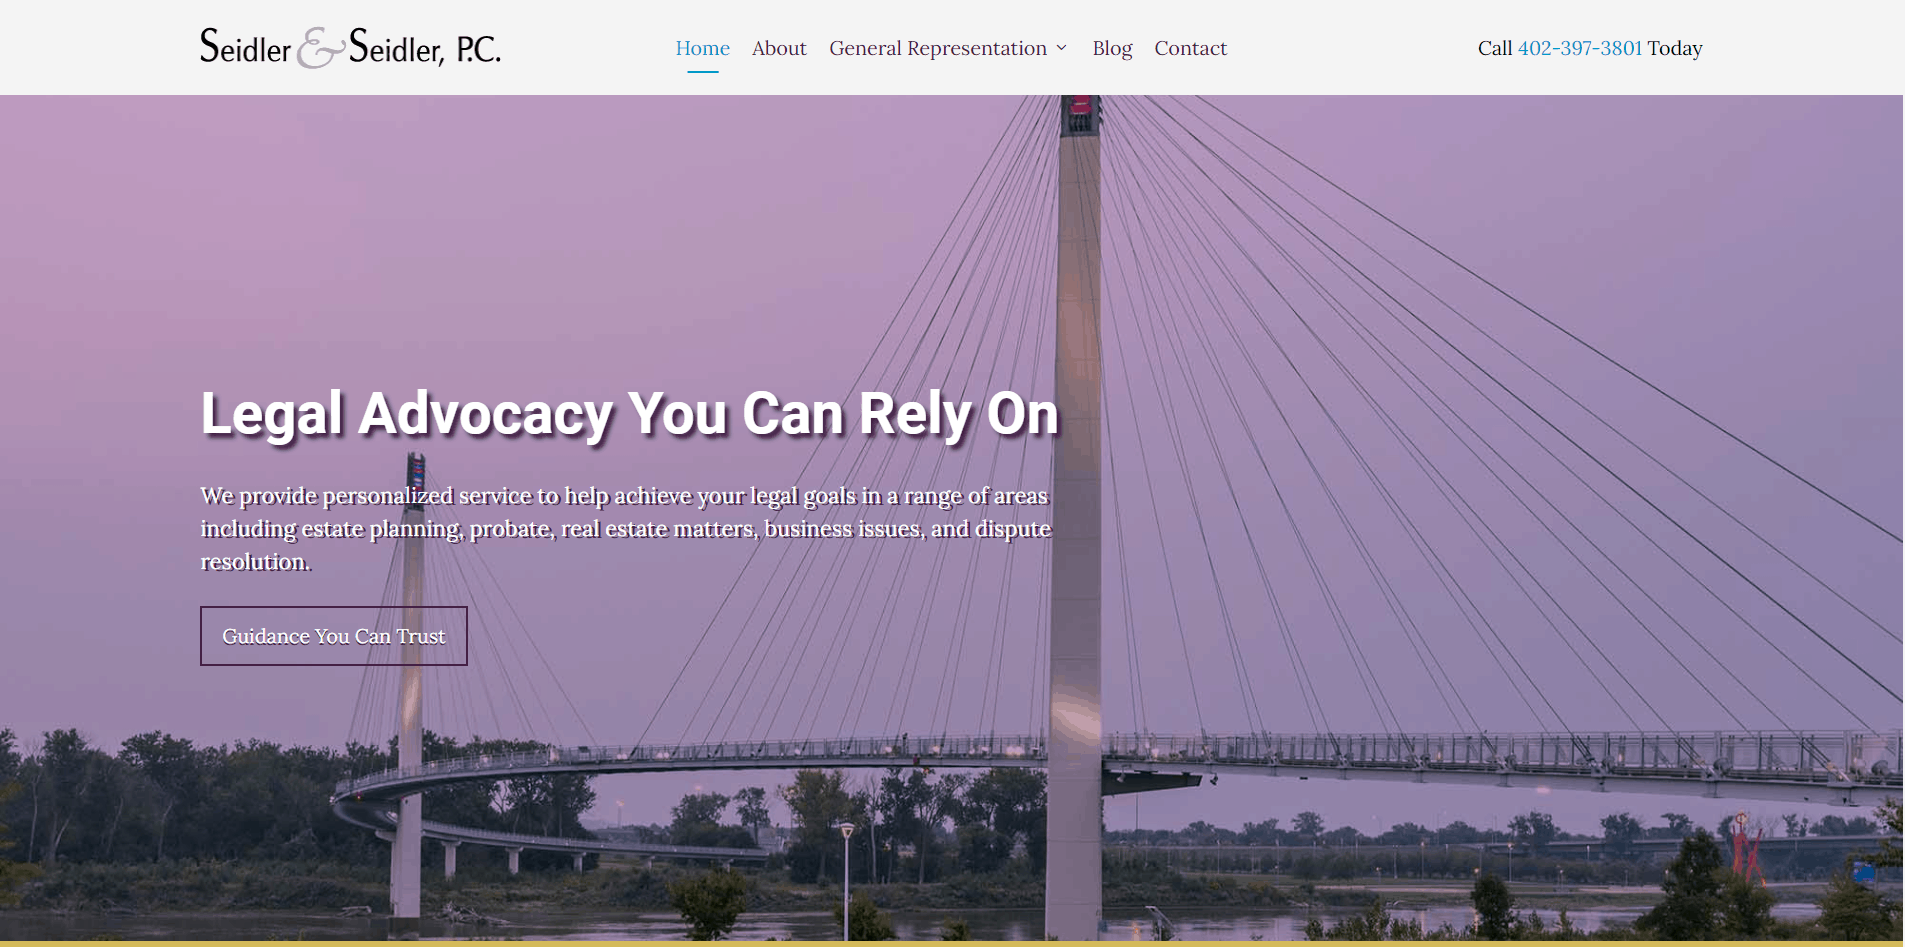 Seidler & Seidler, P.C.
Home About General Representation Blog Contact
Call 402-397-3801 Today
Legal Advocacy You Can Rely On
We provide personalized service to help achieve your legal goals in a range of areas
including estate planning, probate, real estate matters, business issues, and dispute
resolution.
Guidance You Can Trust